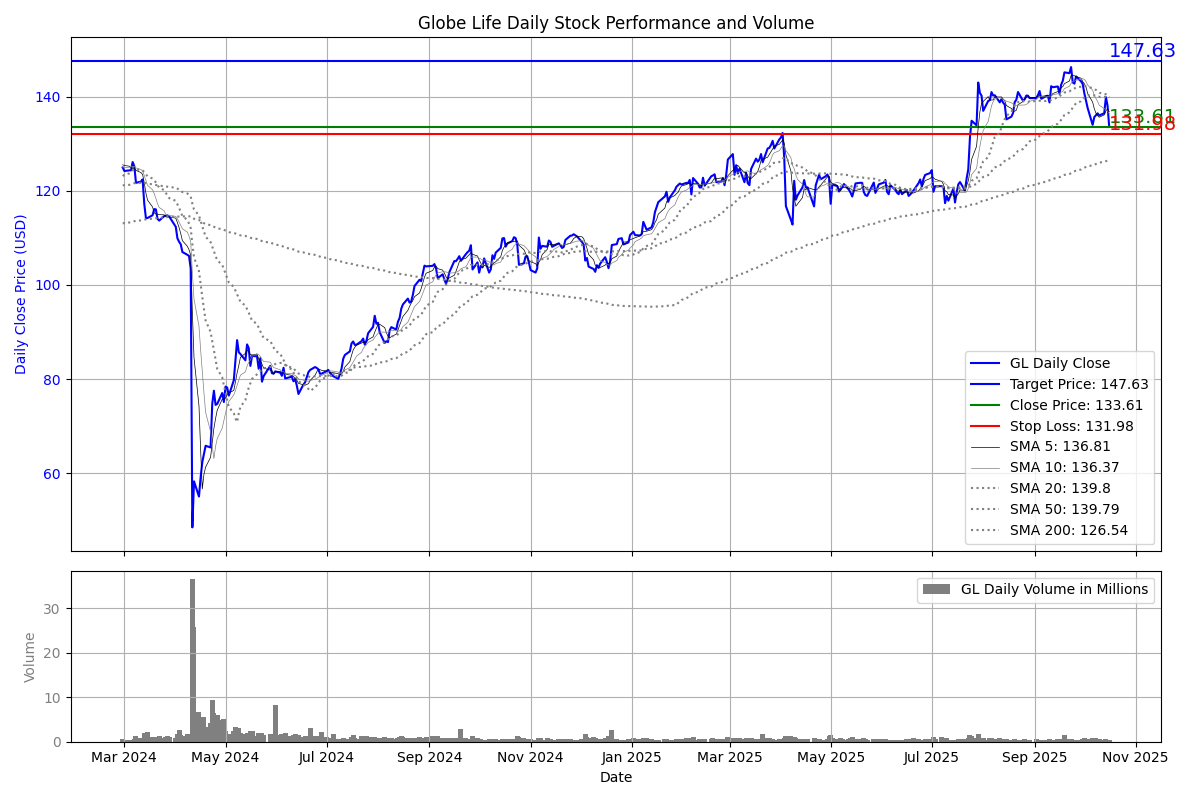 Globe Life Daily Stock Performance and Volume
147.63
140
133.61
131.98
120
100
80
60
Daily Close Price (USD)
GL Daily Close
Target Price: 147.63
Close Price: 133.61
Stop Loss: 131.98
SMA 5: 136.81
SMA 10: 136.37
SMA 20: 139.8
SMA 50: 139.79
SMA 200: 126.54
GL Daily Volume in Millions
30
20
10
0
Volume
Mar 2024 May 2024 Jul 2024 Sep 2024 Nov 2024 Jan 2025 Mar 2025 May 2025 Jul 2025 Sep 2025 Nov 2025
Date